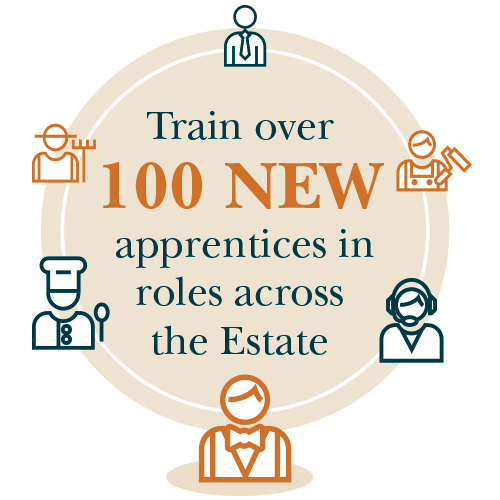 Train over
100 NEW
apprentices in
roles across
the Estate